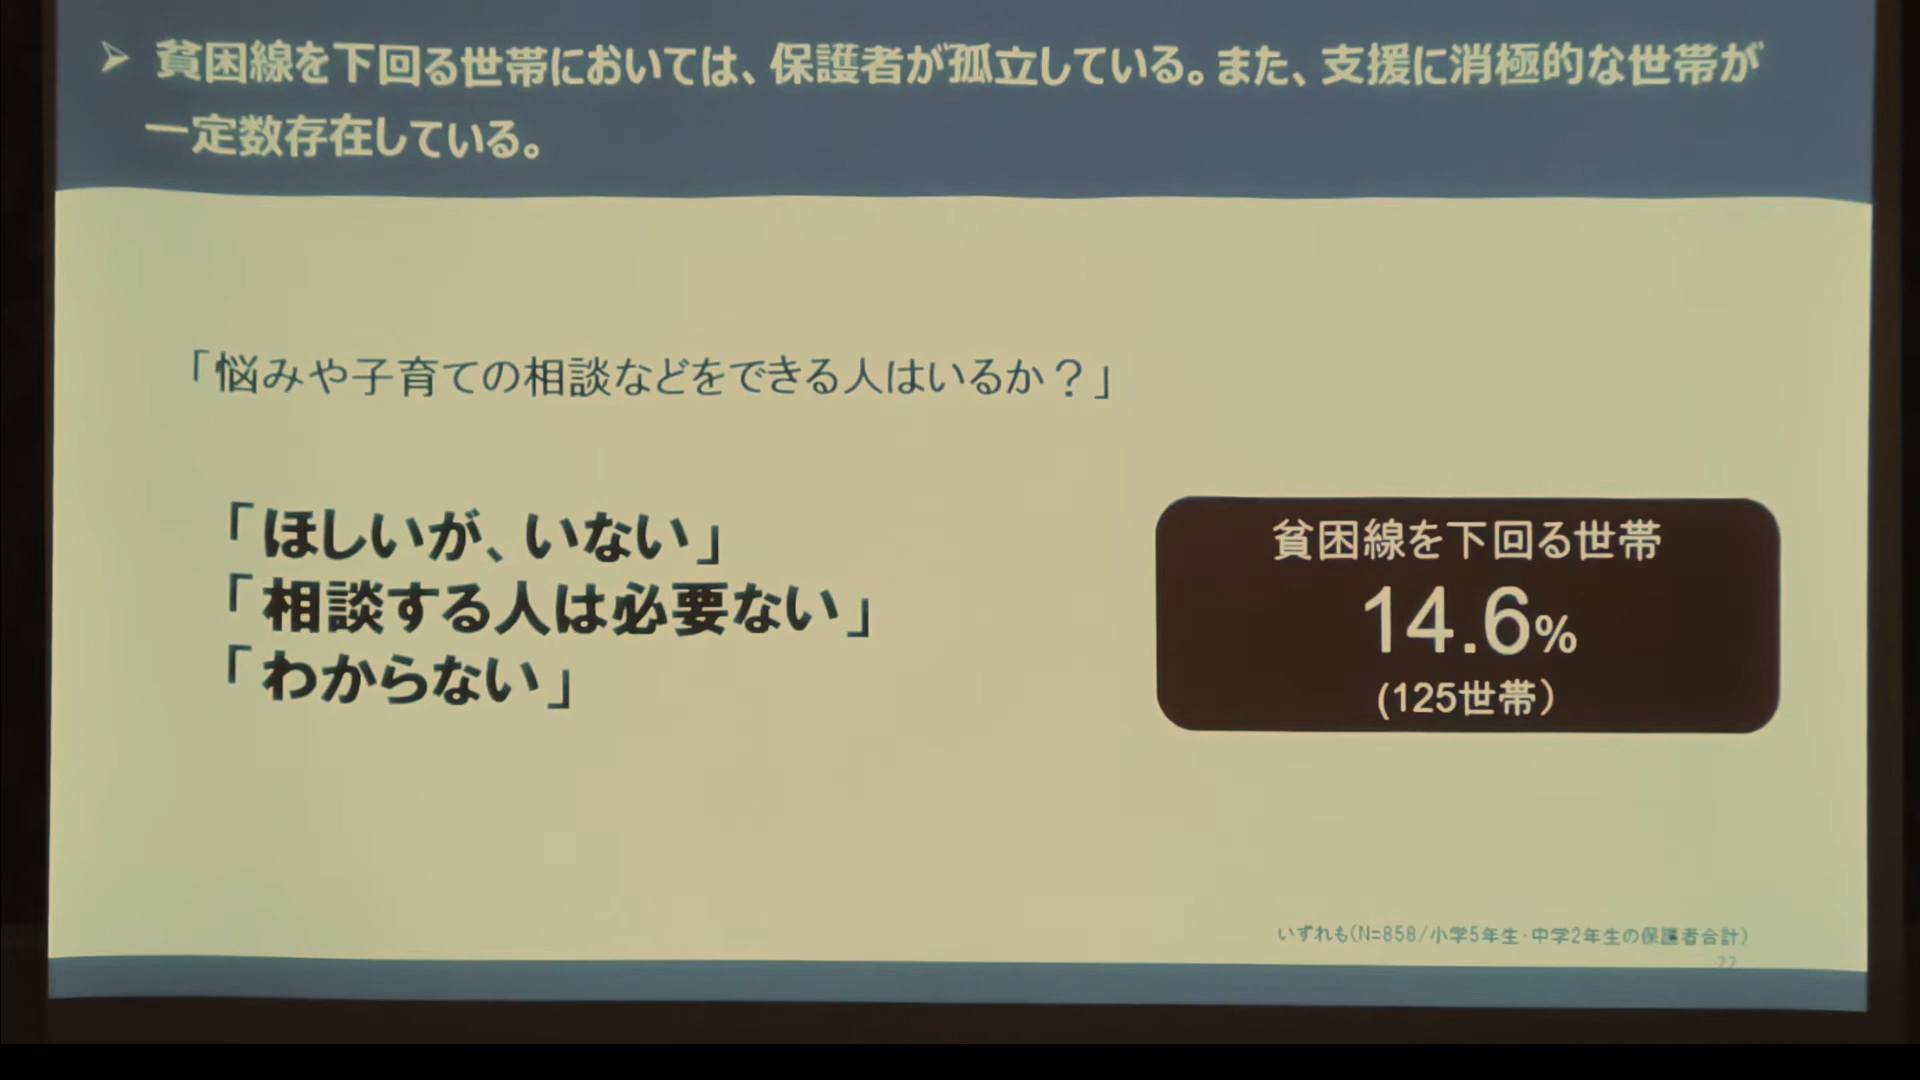 ➢ 貧困線を下回る世帯においては、保護者が孤立している。また、支援に消極的な世帯が
一定数存在している。
「悩みや子育ての相談などをできる人はいるか？」
「ほしいが、いない」
「相談する人は必要ない」
「わからない」
貧困線を下回る世帯
14.6%
(125世帯）
いずれも(N=858/小学5年生・中学2年生の保護者合計)
22